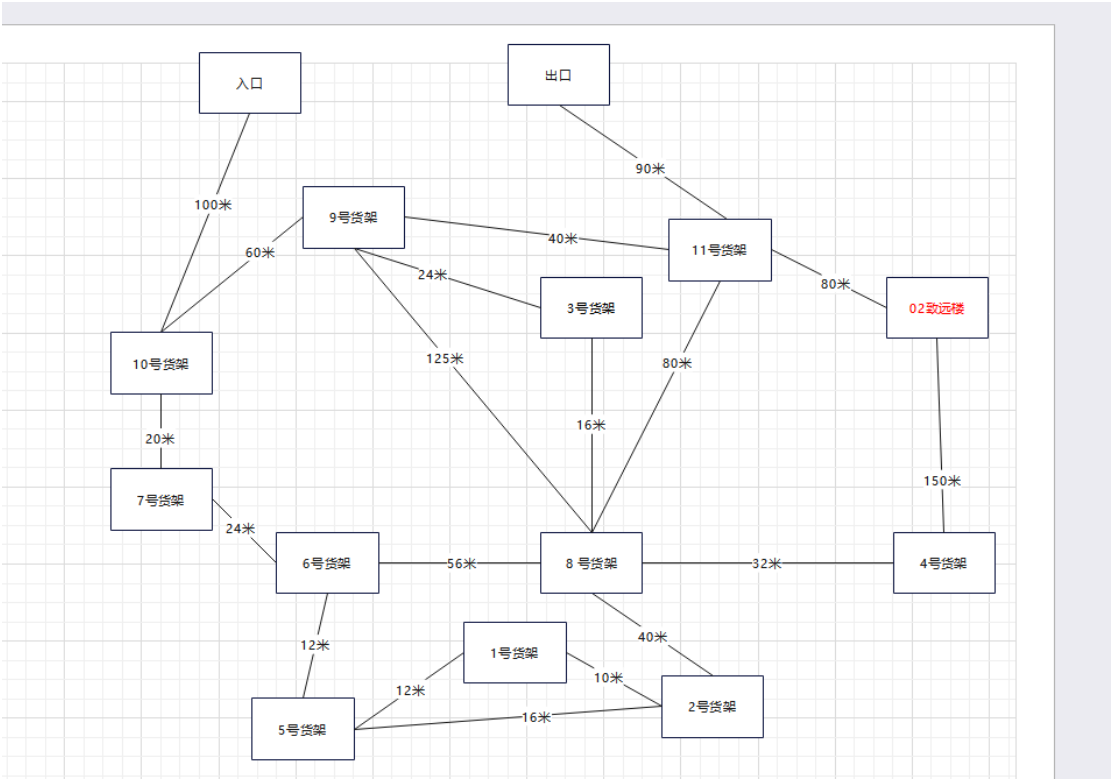 入口
出口
90米
100米
9号货架
11号货架
40米
60米
24米
80米
3号货架
02致远楼
125米
10号货架
80米
16米
20米
150米
7号货架
24米
6号货架
56米
8 号货架
32米
4号货架
12米
40米
1号货架
10米
12米
2号货架
16米
5号货架